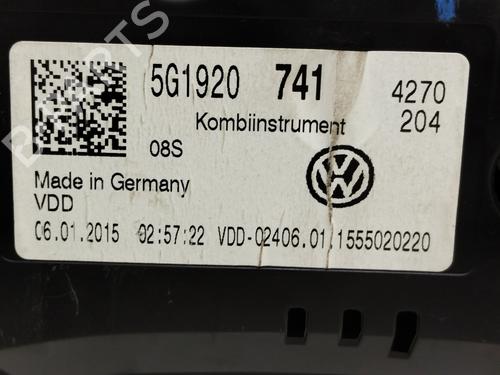 5G1920 741 4270
Kombiinstrument 204
08S
Made in Germany
VDD
06.01.2015 02:57:22 VDD-02406.01.1555020220